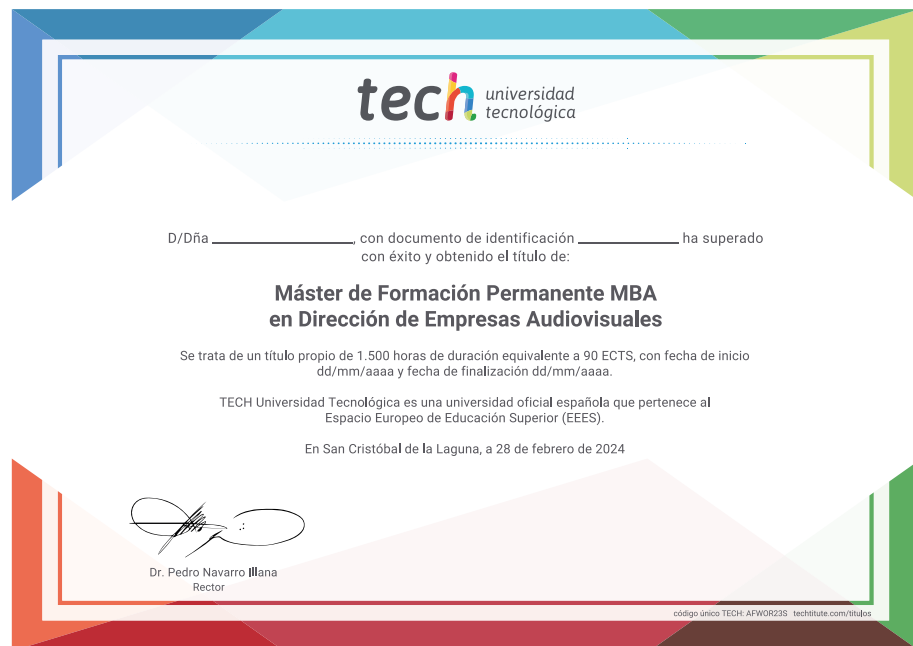 tech universidad
tecnológica
D/Dña ____________________, con documento de identificación ______________ ha superado
con éxito y obtenido el título de:
Máster de Formación Permanente MBA
en Dirección de Empresas Audiovisuales
Se trata de un título propio de 1.500 horas de duración equivalente a 90 ECTS, con fecha de inicio
dd/mm/aaaa y fecha de finalización dd/mm/aaaa.
TECH Universidad Tecnológica es una universidad oficial española que pertenece al
Espacio Europeo de Educación Superior (EEES).
En San Cristóbal de la Laguna, a 28 de febrero de 2024
Dr. Pedro Navarro Illana
Rector
código único TECH: AFWOR23S techtitute.com/titulos